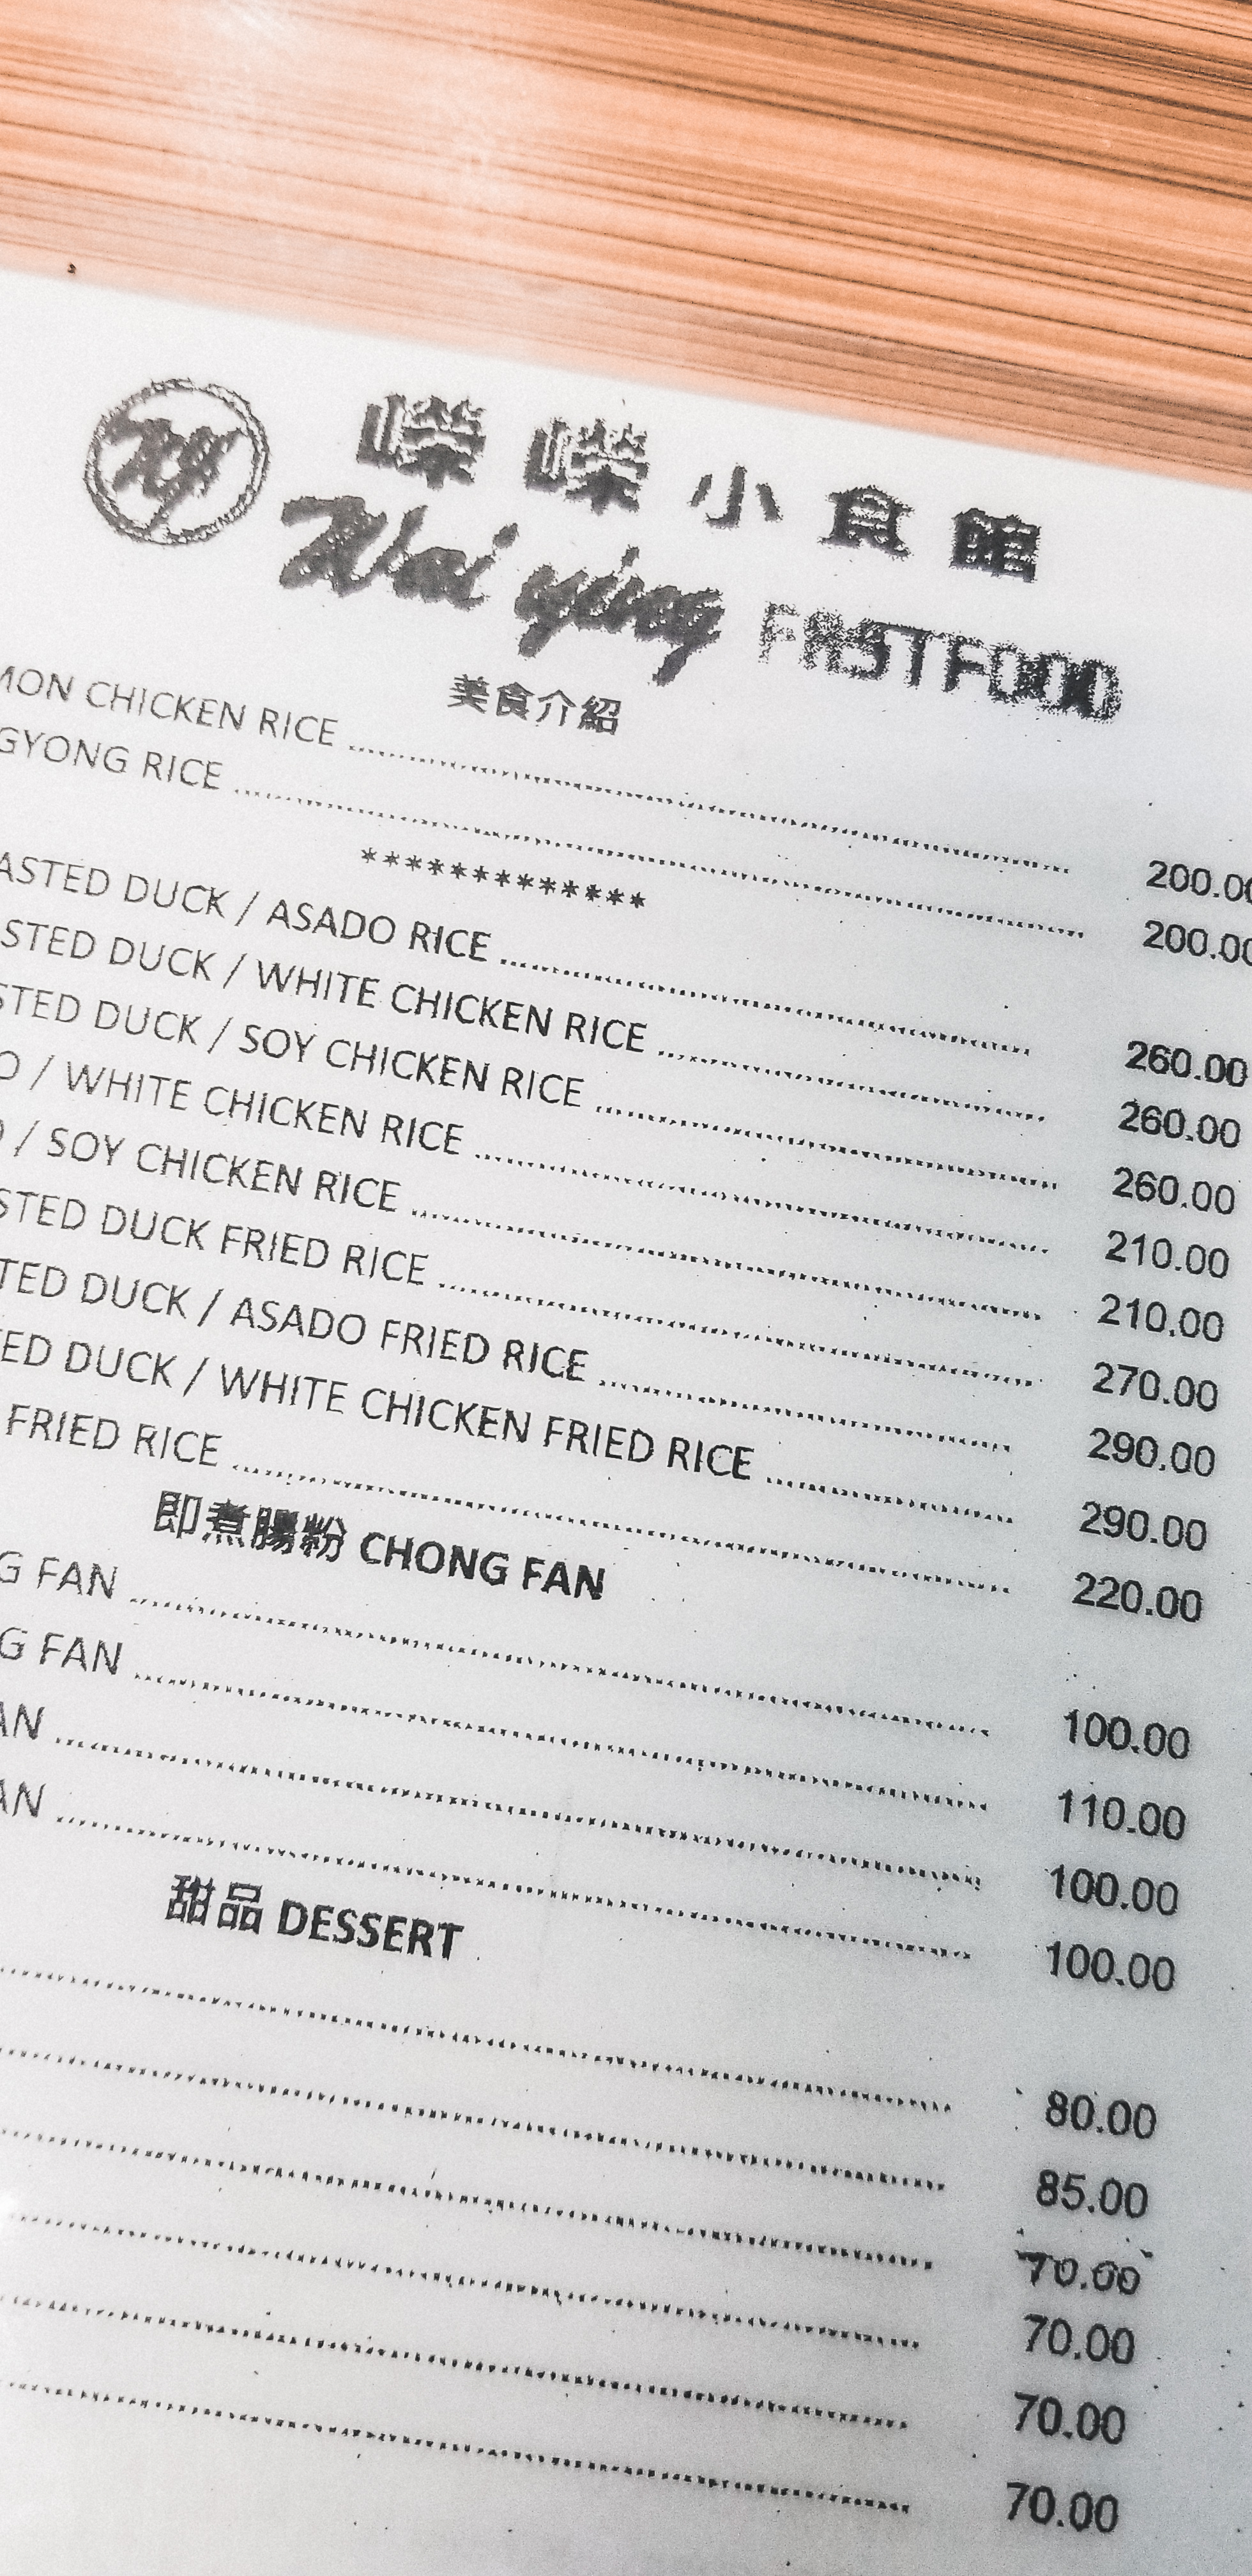 嶸嶸小食館
Wai ying FASTFOOD
美食介紹
MON CHICKEN RICE 200.00
GYONG RICE 200.00
*************
ASTED DUCK / ASADO RICE 260.00
STED DUCK / WHITE CHICKEN RICE 260.00
STED DUCK / SOY CHICKEN RICE 260.00
O / WHITE CHICKEN RICE 210.00
O / SOY CHICKEN RICE 210.00
STED DUCK FRIED RICE 270.00
TED DUCK / ASADO FRIED RICE 290.00
ED DUCK / WHITE CHICKEN FRIED RICE 290.00
FRIED RICE 220.00
即煮腸粉 CHONG FAN
G FAN 100.00
G FAN 110.00
AN 100.00
AN 100.00
甜品 DESSERT
80.00
85.00
70.00
70.00
70.00
70.00